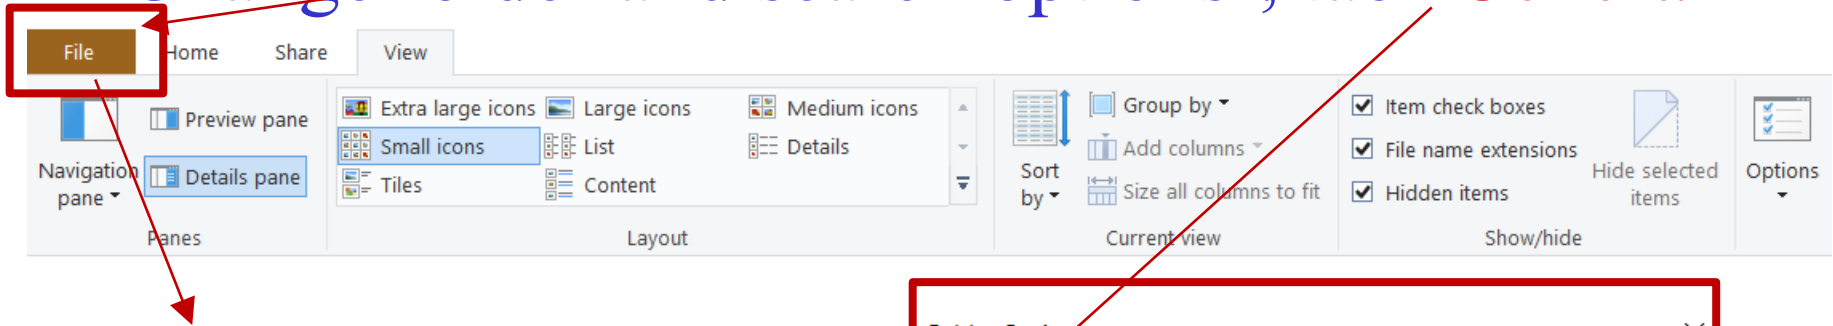 File Home Share View
Preview pane
Details pane
Navigation
pane
Panes
Extra large icons Large icons Medium icons
Small icons List Details
Tiles Content
Layout
Sort
by
Group by
Add columns
Size all columns to fit
Current view
Item check boxes
File name extensions
Hidden items
Hide selected
items
Show/hide
Options